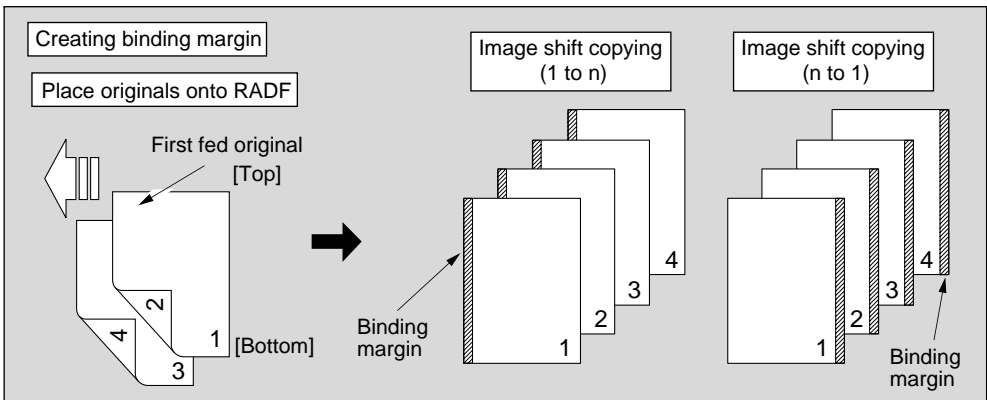 Creating binding margin
Place originals onto RADF
First fed original
[Top]
2
4
1
[Bottom]
3
Image shift copying
(1 to n)
4
3
2
1
Binding
margin
Image shift copying
(n to 1)
4
3
2
1
Binding
margin